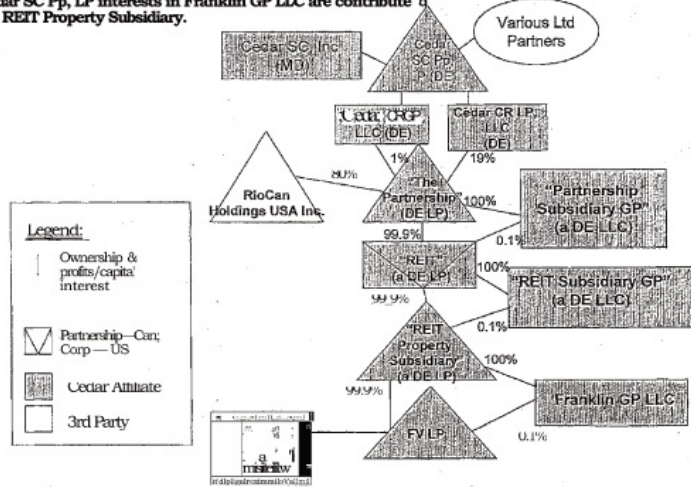 dar SC Pp, LP interests in Franklin GP LLC are contribute d
REIT Property Subsidiary.
Various Ltd
Partners
Cedar SC, Inc
(MD)
Ceda
SC Pp
P (DE)
Cedar CRGP
LLC (DE)
Cedar CR LP,
LLC
(DE)
1%
19%
80%
RioCan
Holdings USA Inc.
"The
Partnership"
(DE LP)
100%
"Partnership
Subsidiary GP"
(a DE LLC)
99.9%
0.1%
"REIT"
(a DE LP)
100%
"REIT Subsidiary GP"
(a DE LLC)
99.9%
0.1%
"REIT
Property
Subsidiary"
(a DE LP)
100%
99.9%
Franklin GP LLC
FV LP
0.1%
a
Legend:
Ownership &
profits/capita'
interest
Partnership—Can;
Corp — US
Cedar Affiliate
3rd Party